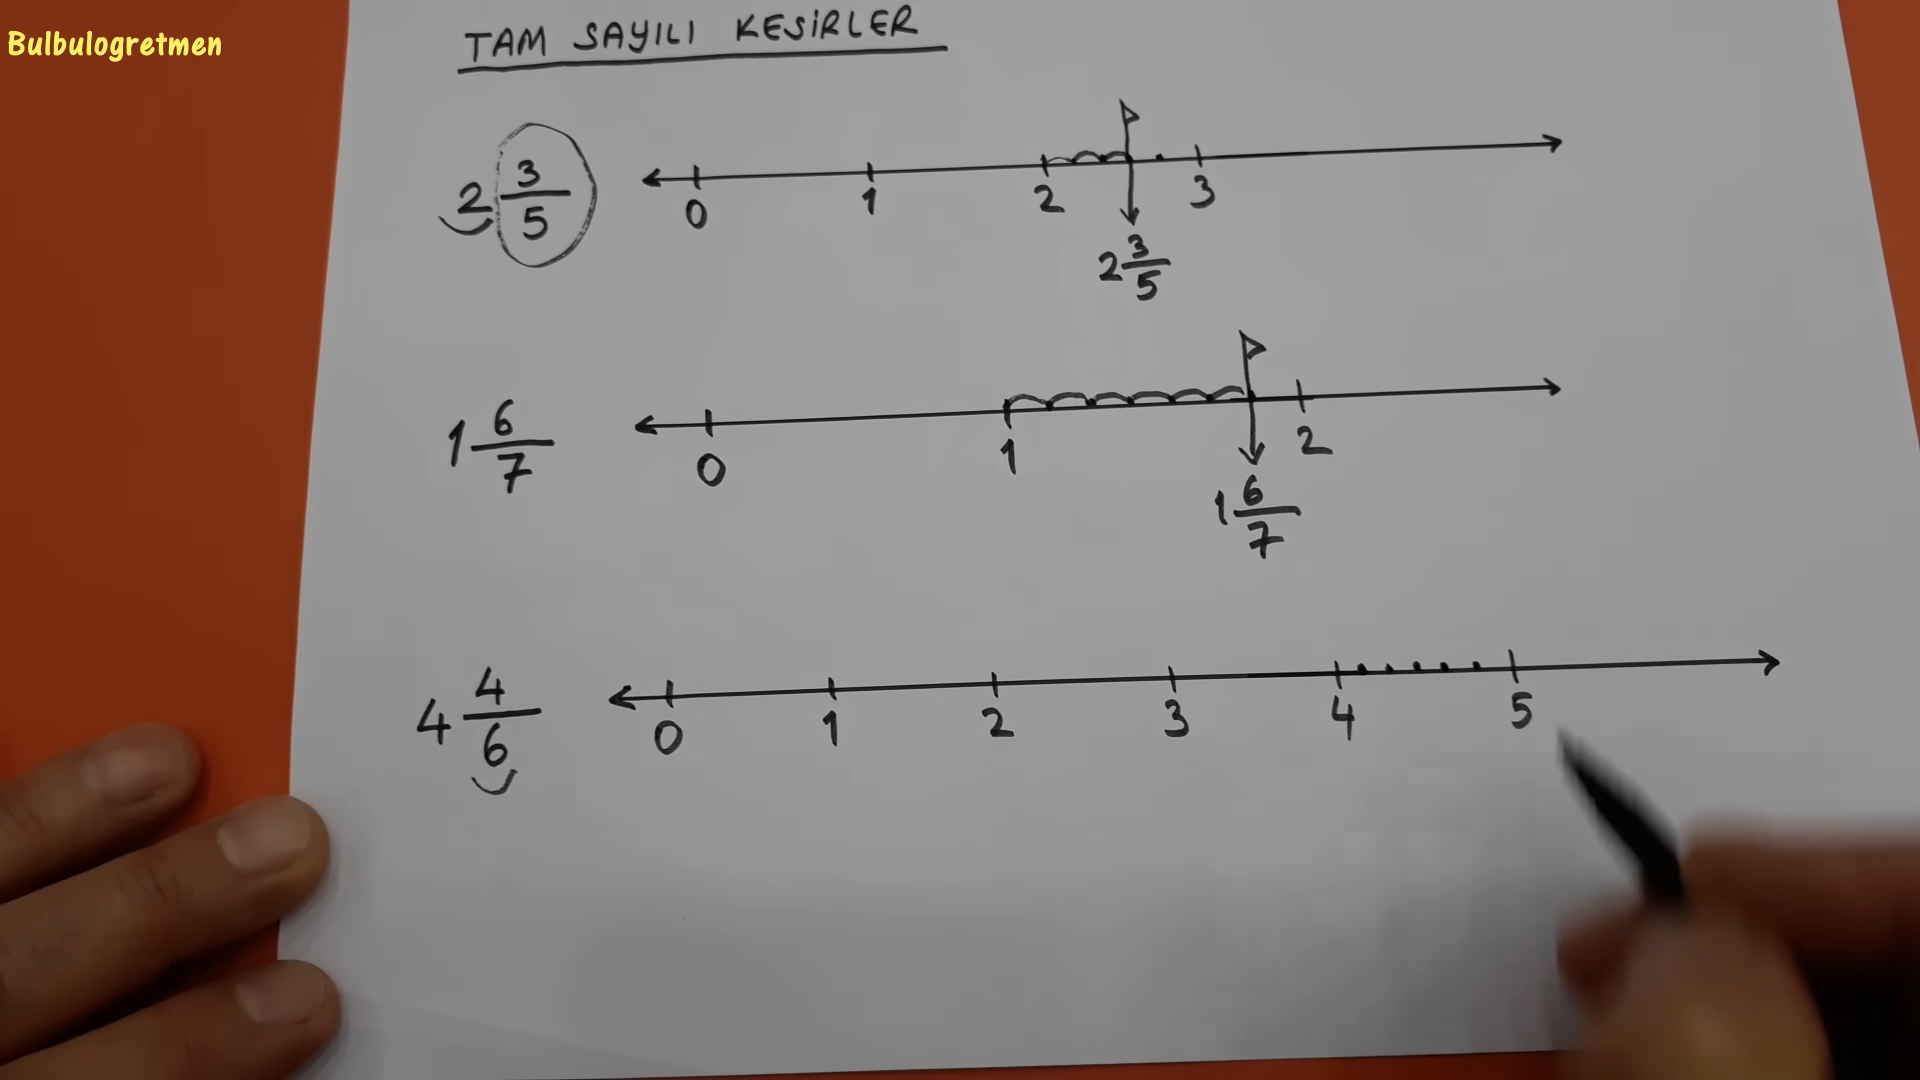 Bulbulogretmen
TAM SAYILI KESİRLER
2 3/5
0 1 2 3
2 3/5
1 6/7
0 1 2
1 6/7
4 4/6
0 1 2 3 4 5